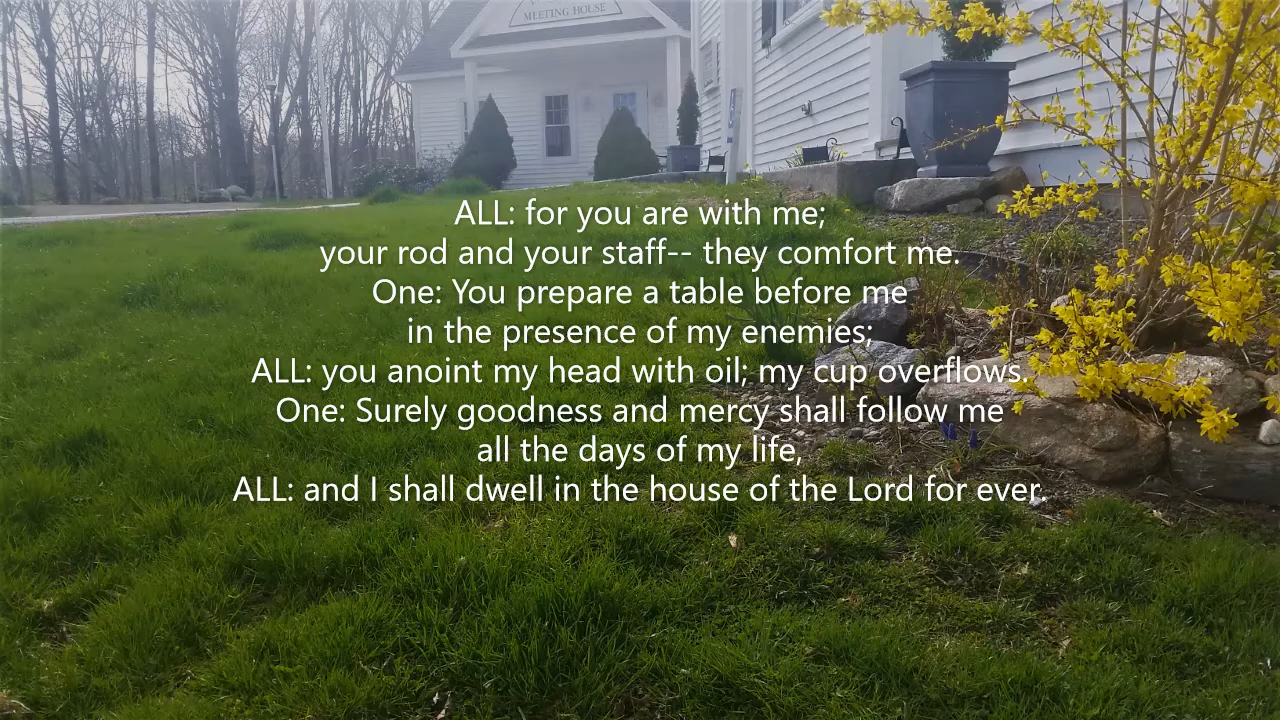 MEETING HOUSE
ALL: for you are with me;
your rod and your staff-- they comfort me.
One: You prepare a table before me
in the presence of my enemies;
ALL: you anoint my head with oil; my cup overflows.
One: Surely goodness and mercy shall follow me
all the days of my life,
ALL: and I shall dwell in the house of the Lord for ever.